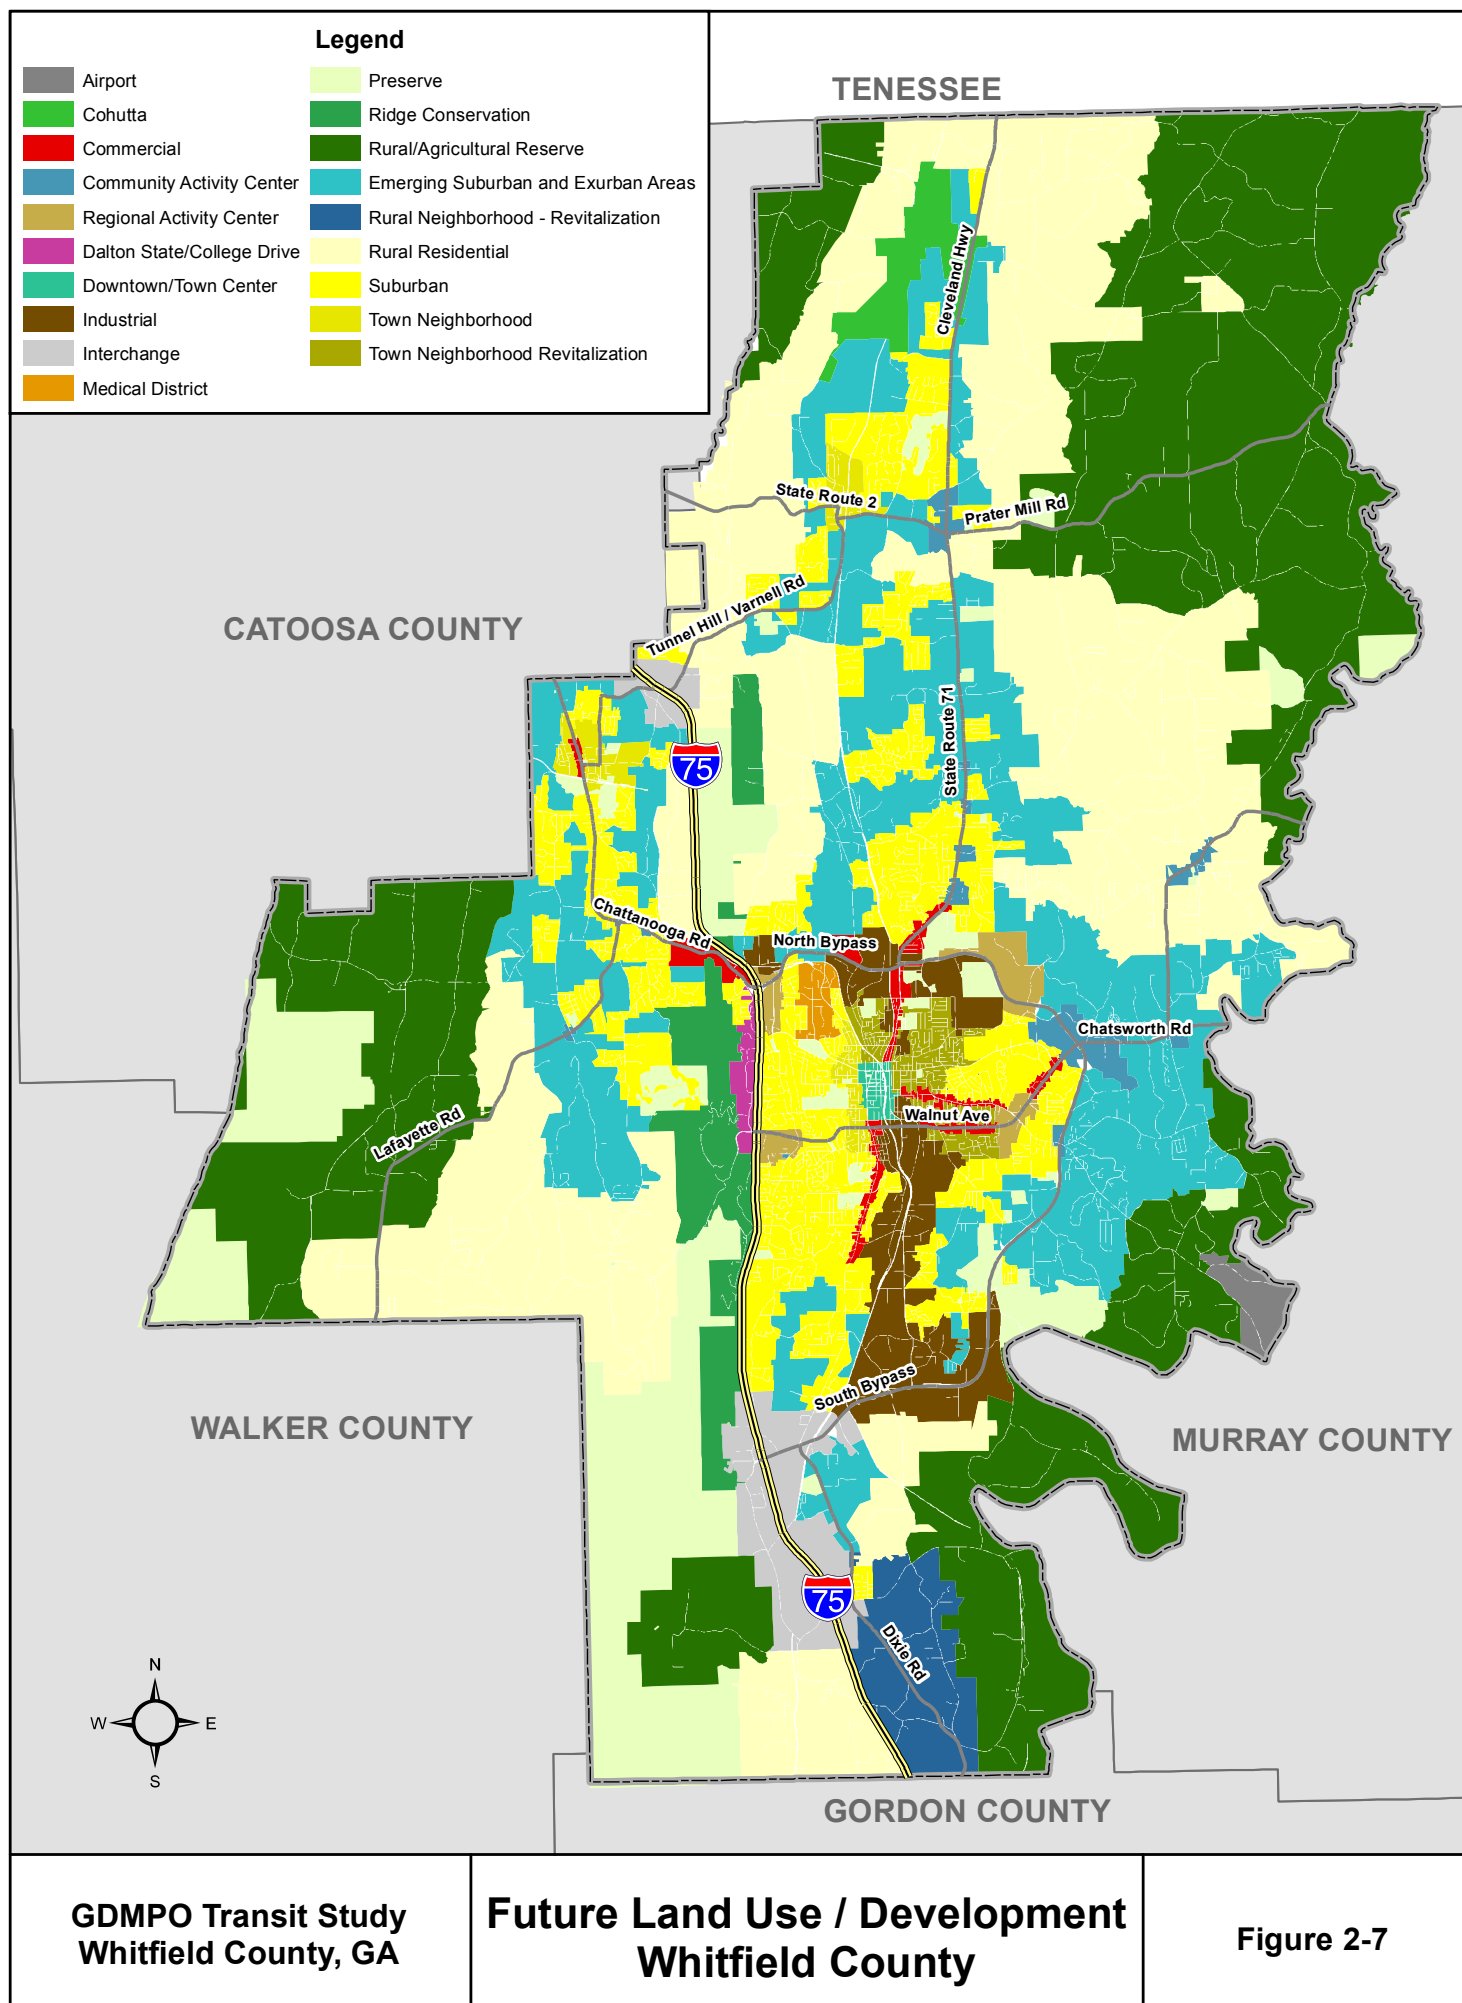 Legend
Airport
Cohutta
Commercial
Community Activity Center
Regional Activity Center
Dalton State/College Drive
Downtown/Town Center
Industrial
Interchange
Medical District
Preserve
Ridge Conservation
Rural/Agricultural Reserve
Emerging Suburban and Exurban Areas
Rural Neighborhood - Revitalization
Rural Residential
Suburban
Town Neighborhood
Town Neighborhood Revitalization
TENESSEE
Cleveland Hwy
State Route 2
Prater Mill Rd
Tunnel Hill / Varnell Rd
CATOOSA COUNTY
State Route 71
75
Chattanooga Rd
North Bypass
Chatsworth Rd
Lafayette Rd
Walnut Ave
South Bypass
WALKER COUNTY
MURRAY COUNTY
75
Dixie Rd
N
W
E
S
GORDON COUNTY
GDMPO Transit Study
Whitfield County, GA
Future Land Use / Development
Whitfield County
Figure 2-7